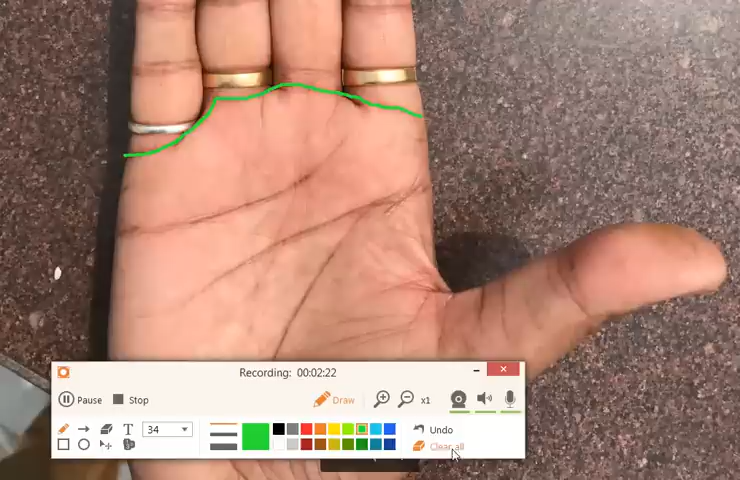 Recording: 00:02:22
Pause Stop Draw x1
T 34 Undo
Clear all